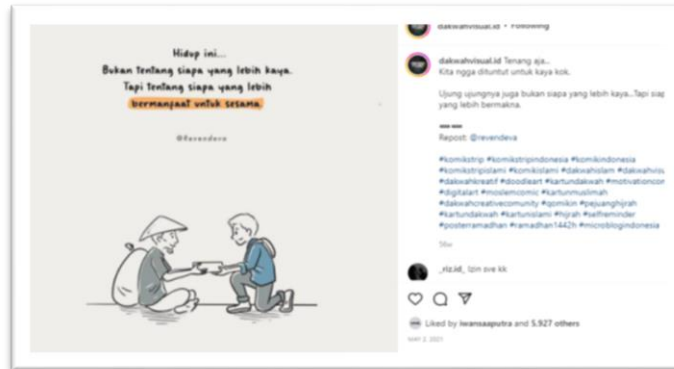 Hidup ini...
Bukan tentang siapa yang lebih kaya.
Tapi tentang siapa yang lebih
bermanfaat untuk sesama.
@Revendeva
dakwahvisual.id • Following
dakwahvisual.id Tenang aja...
Kita ngga dituntut untuk kaya kok.
Ujung ujungnya juga bukan siapa yang lebih kaya...Tapi siap
yang lebih bermakna.
Repost: @revendeva
#komikstrip #komikstripindonesia #komikindonesia
#komikstripislami #komikislami #dakwahislam #dakwahvisu
#dakwahkreatif #doodleart #kartundakwah #motivationcor
#digitalart #moslemcomic #kartunmuslimah
#dakwahcreativecomunity #qomikin #pejuanghijrah
#kartundakwah #kartunislami #hijrah #selfreminder
#posterramadhan #ramadhan1442h #microblogindonesia
56w
_riz.id_ Izin sve kk
Liked by iwansaaputra and 5.927 others
MAY 2, 2021